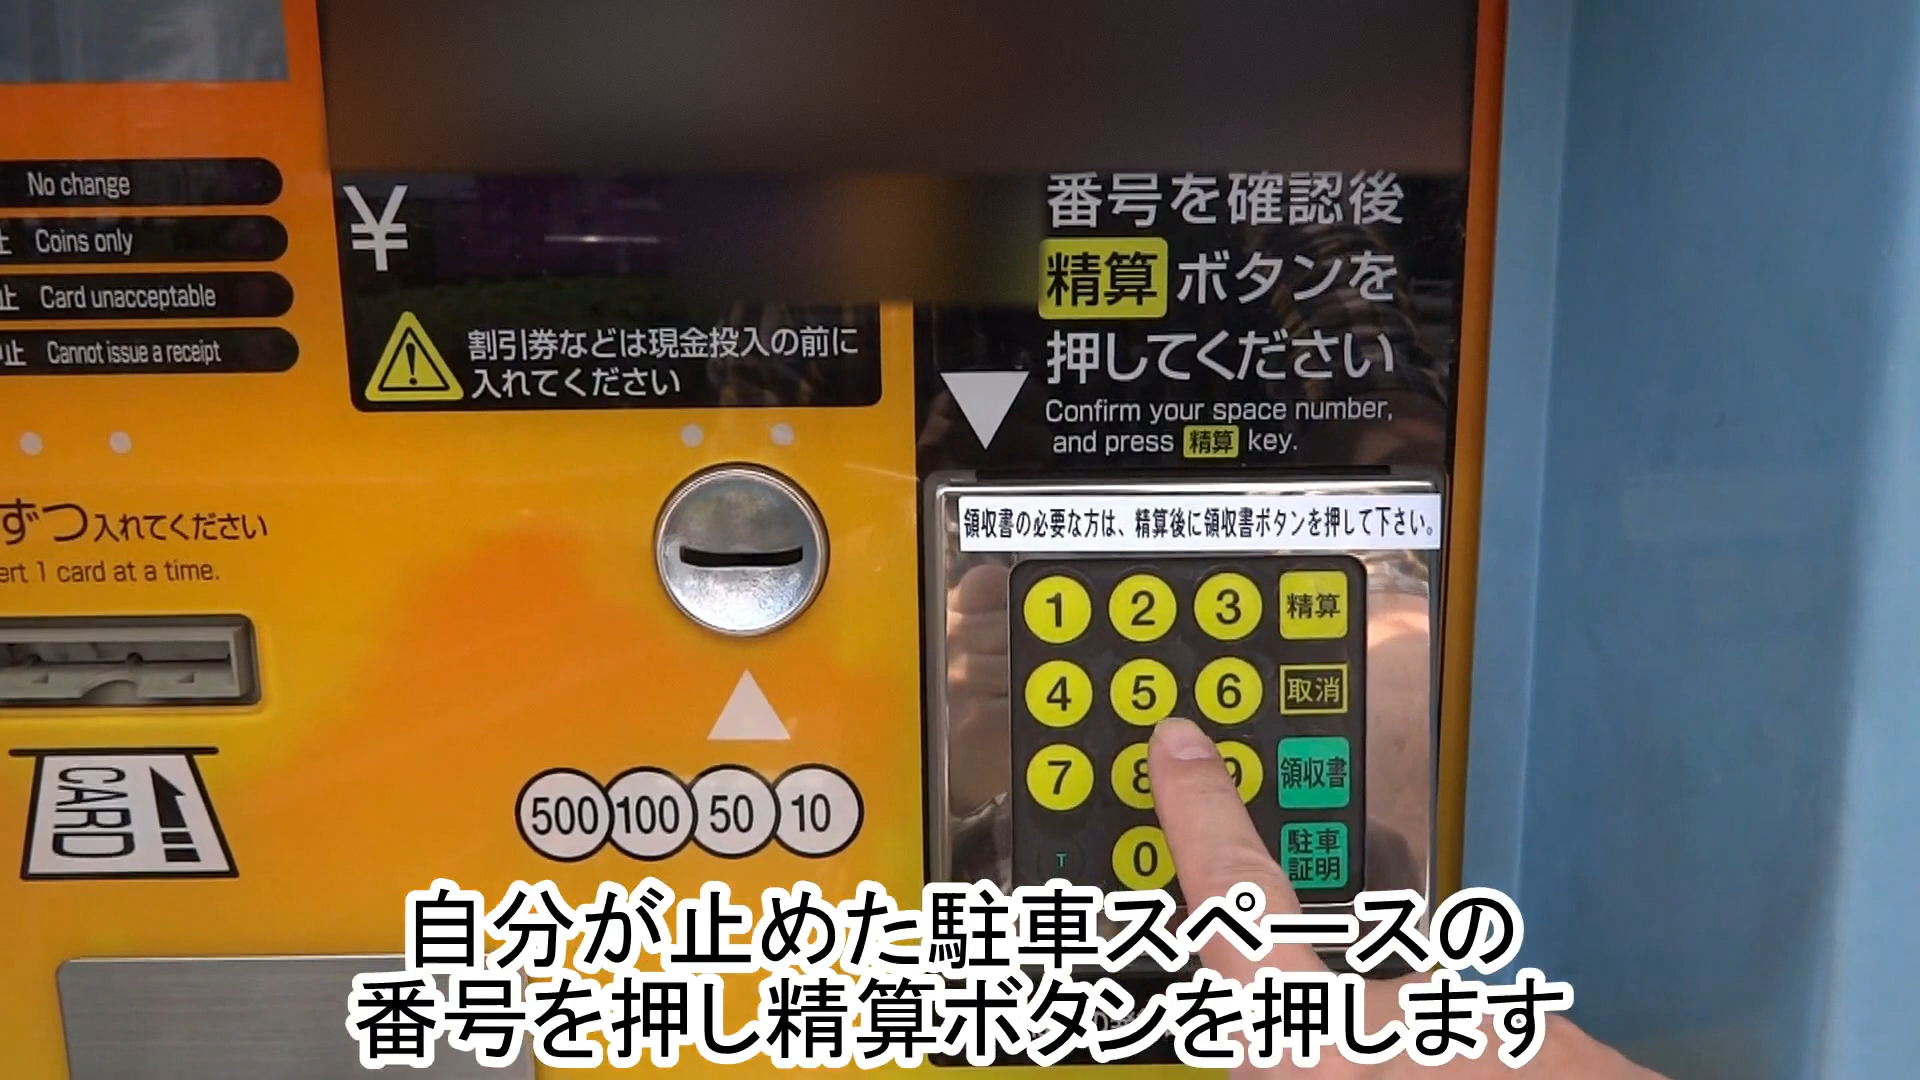 No change
止 Coins only
止 Card unacceptable
止 Cannot issue a receipt
¥
割引券などは現金投入の前に
入れてください
番号を確認後
精算 ボタンを
押してください
Confirm your space number,
and press 精算 key.
ずつ入れてください
ert 1 card at a time.
CARD
500 100 50 10
領収書の必要な方は、精算後に領収書ボタンを押して下さい。
1 2 3 精算
4 5 6 取消
7 8 9 領収書
T 0 駐車
証明
自分が止めた駐車スペースの
番号を押し精算ボタンを押します